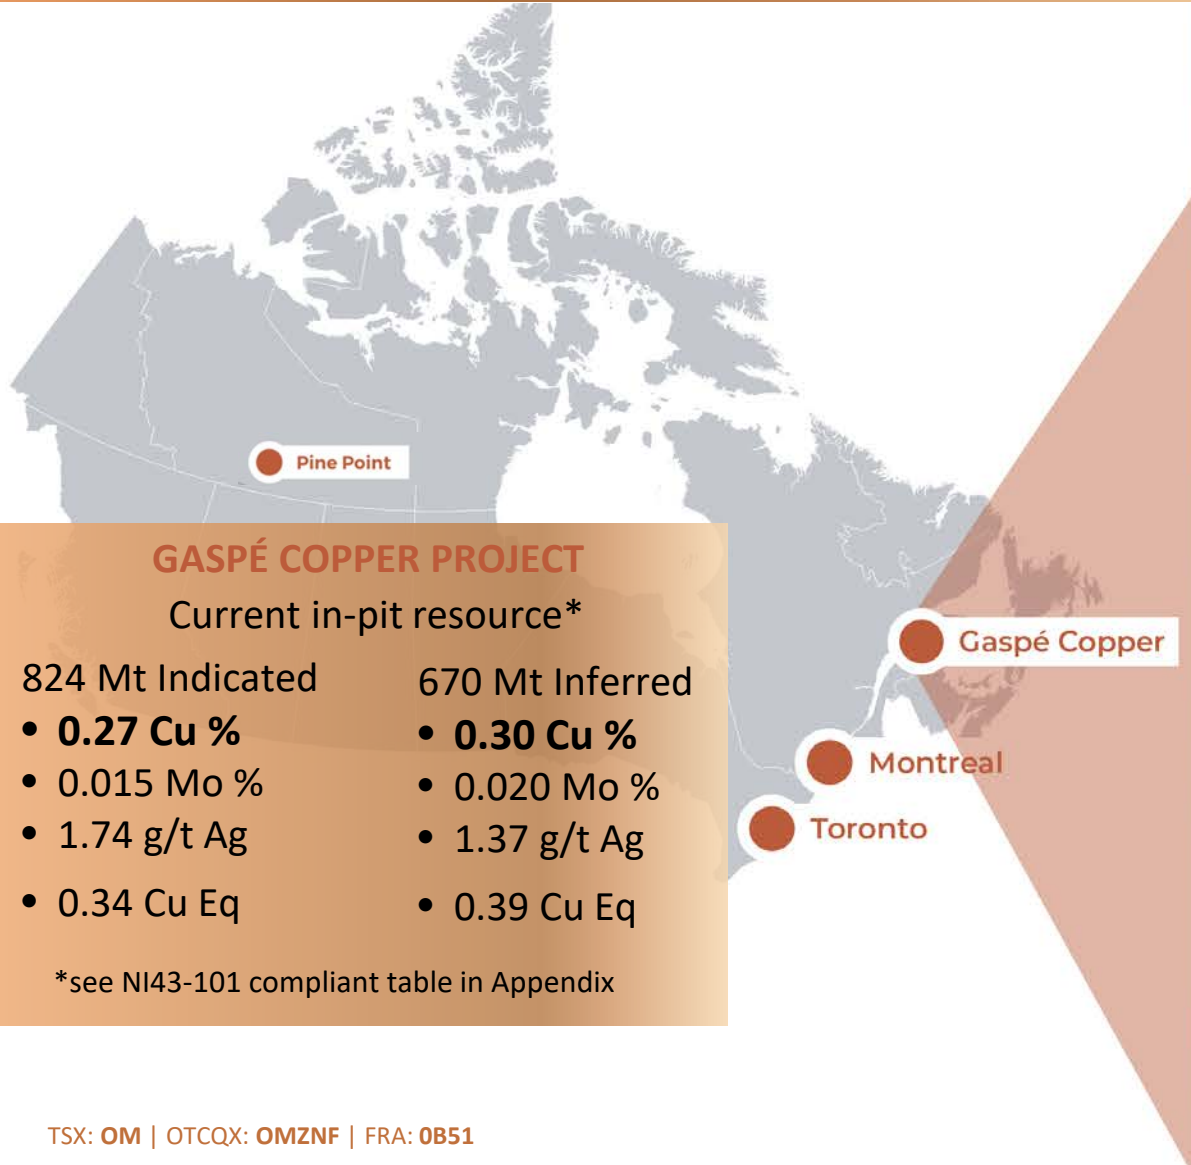 Pine Point
GASPÉ COPPER PROJECT
Current in-pit resource*
824 Mt Indicated
• 0.27 Cu %
• 0.015 Mo %
• 1.74 g/t Ag
• 0.34 Cu Eq
670 Mt Inferred
• 0.30 Cu %
• 0.020 Mo %
• 1.37 g/t Ag
• 0.39 Cu Eq
*see NI43-101 compliant table in Appendix
Gaspé Copper
Montreal
Toronto
TSX: OM | OTCQX: OMZNF | FRA: 0B51